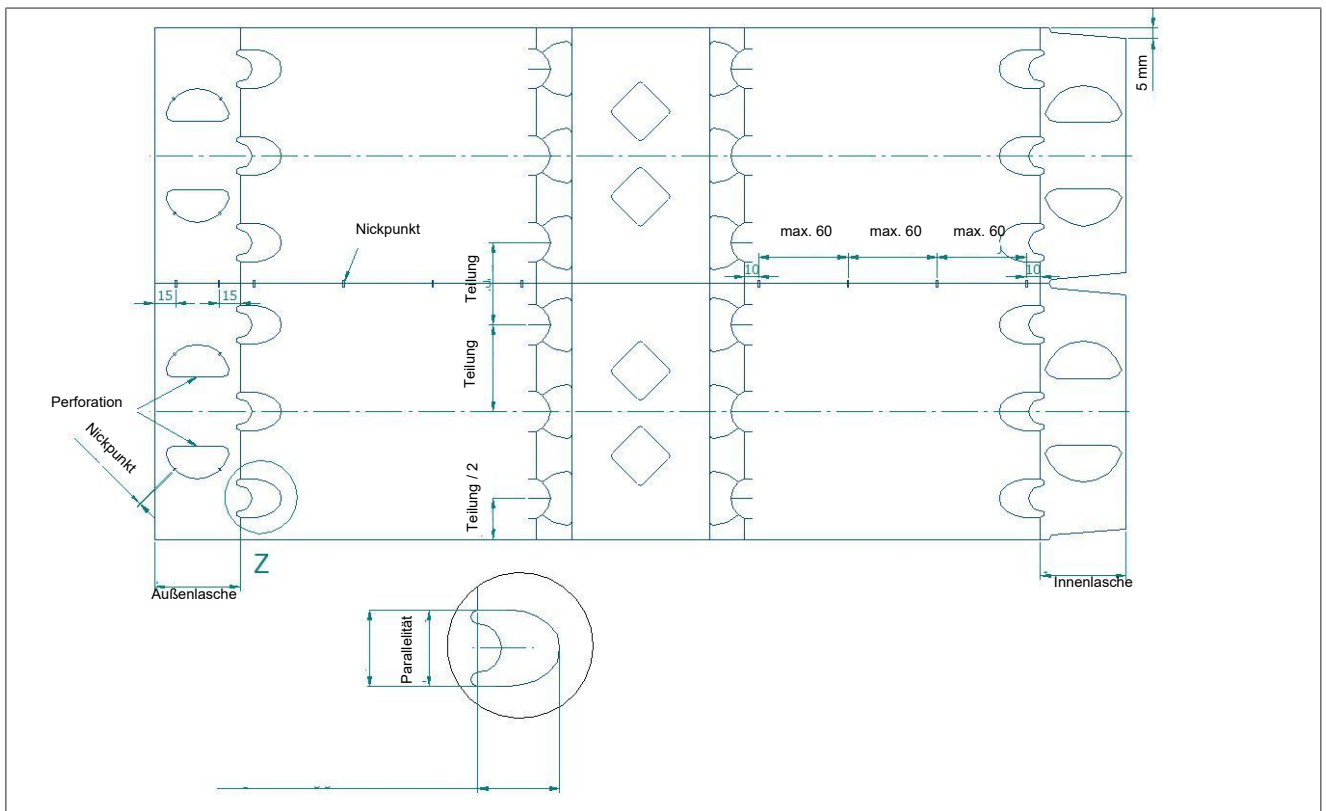 5 mm
Nickpunkt
max. 60
max. 60
max. 60
Teilung
10
10
15
15
Teilung
Perforation
Nickpunkt
Teilung / 2
Z
Außenlasche
Innenlasche
Parallelität